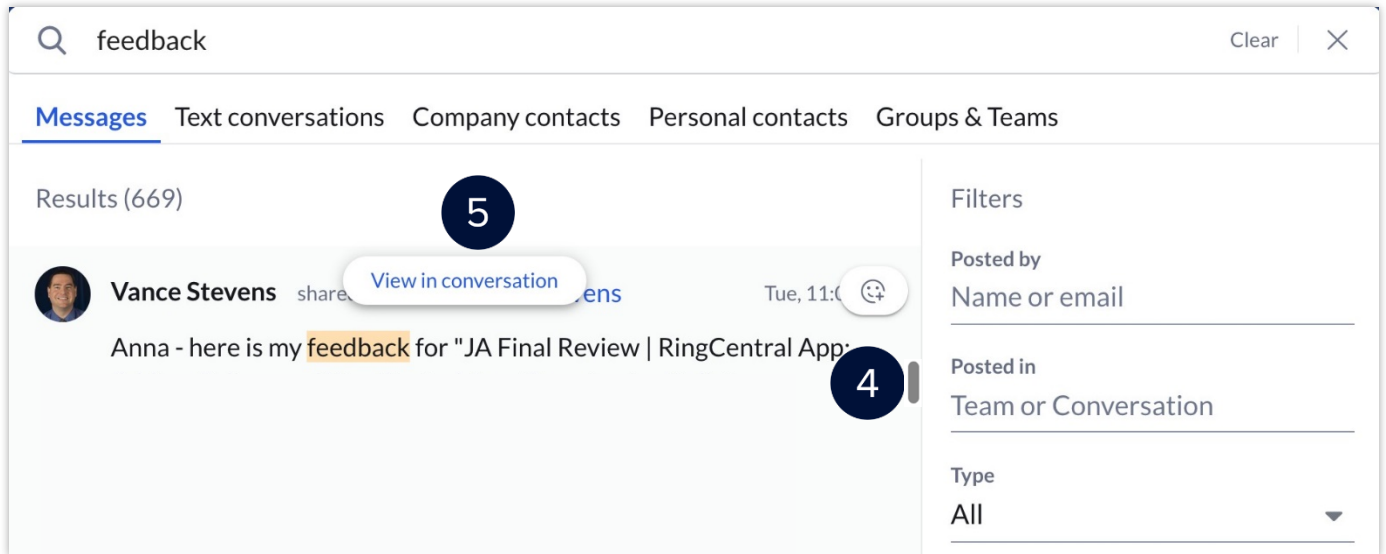 feedback
Clear
Messages Text conversations Company contacts Personal contacts Groups & Teams
Results (669)
5
View in conversation
Vance Stevens
Tue, 11:
Anna - here is my feedback for "JA Final Review | RingCentral App:
4
Filters
Posted by
Name or email
Posted in
Team or Conversation
Type
All